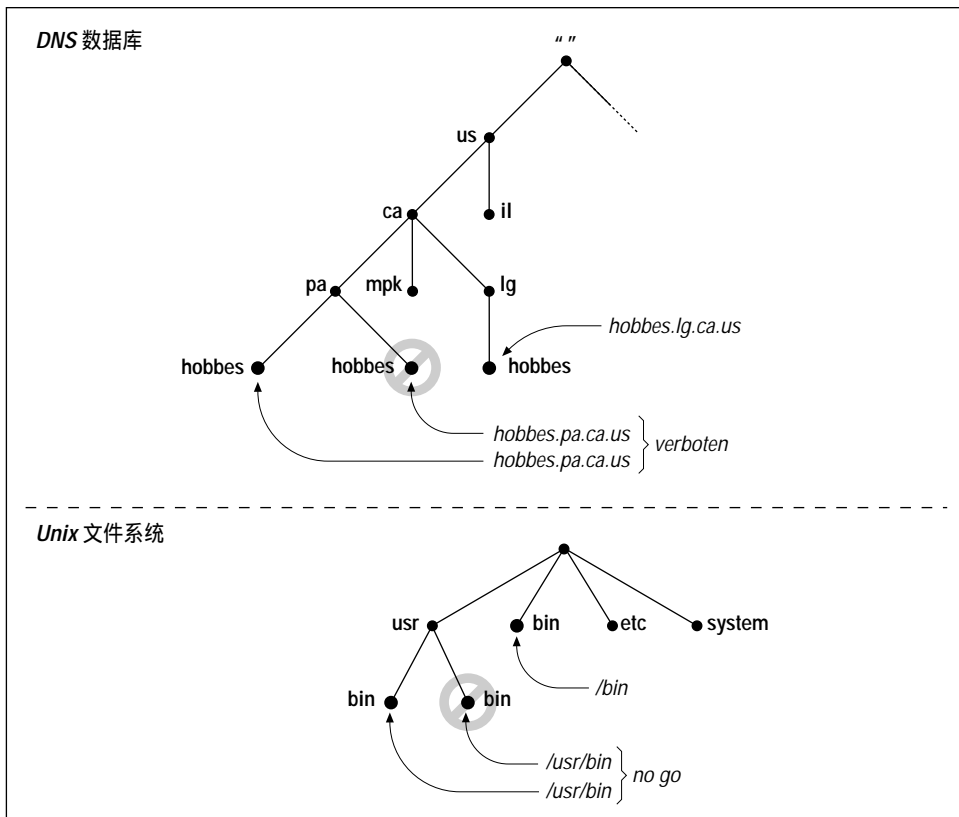 DNS 数据库
“ ”
us
ca
il
pa
mpk
lg
hobbes.lg.ca.us
hobbes
hobbes
hobbes
hobbes.pa.ca.us
hobbes.pa.ca.us
verboten
Unix 文件系统
usr
bin
etc
system
/bin
bin
bin
/usr/bin
/usr/bin
no go